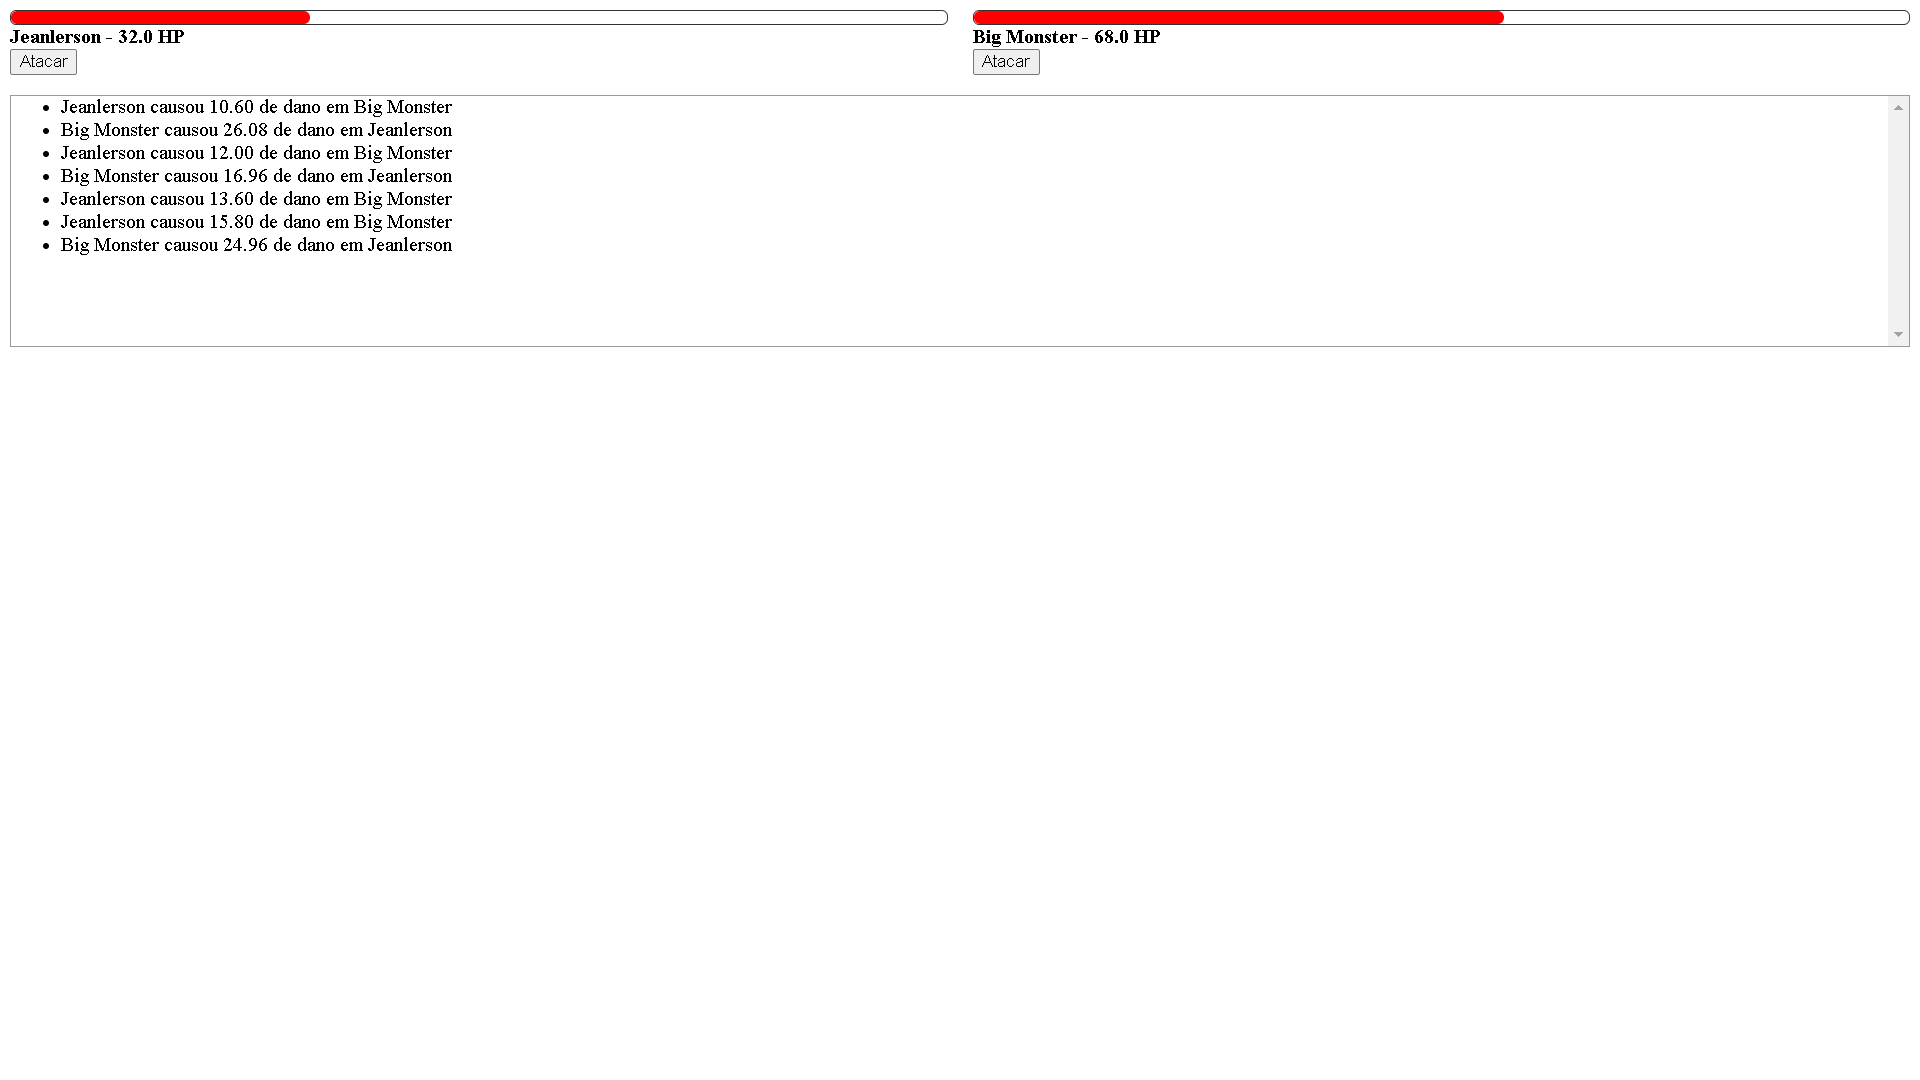 Jeanlerson - 32.0 HP
Atacar
Big Monster - 68.0 HP
Atacar
Jeanlerson causou 10.60 de dano em Big Monster
Big Monster causou 26.08 de dano em Jeanlerson
Jeanlerson causou 12.00 de dano em Big Monster
Big Monster causou 16.96 de dano em Jeanlerson
Jeanlerson causou 13.60 de dano em Big Monster
Jeanlerson causou 15.80 de dano em Big Monster
Big Monster causou 24.96 de dano em Jeanlerson